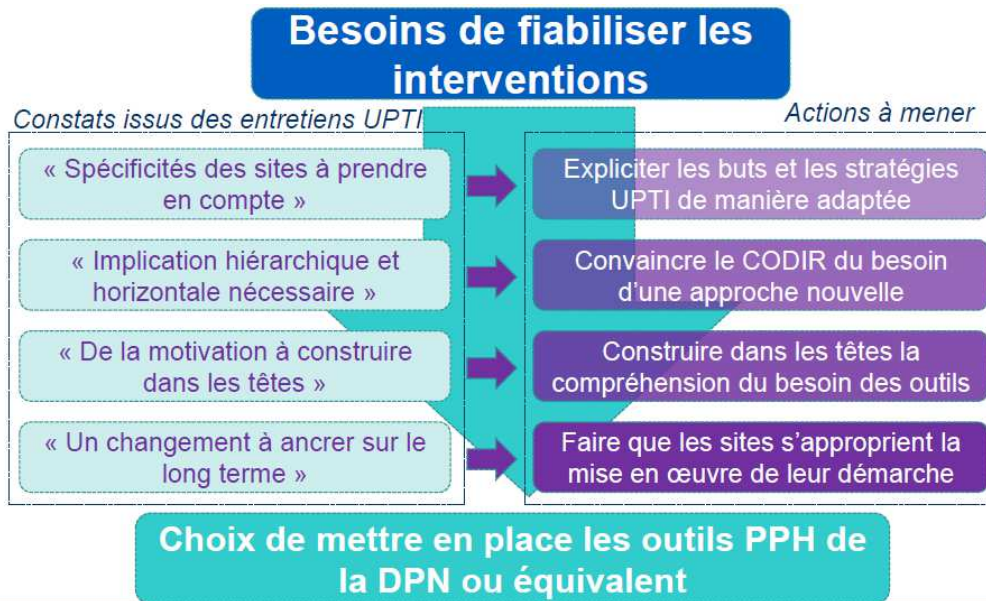 Besoins de fiabiliser les
interventions
Constats issus des entretiens UPTI
Actions à mener
« Spécificités des sites à prendre
en compte »
Expliciter les buts et les stratégies
UPTI de manière adaptée
« Implication hiérarchique et
horizontale nécessaire »
Convaincre le CODIR du besoin
d’une approche nouvelle
« De la motivation à construire
dans les têtes »
Construire dans les têtes la
compréhension du besoin des outils
« Un changement à ancrer sur le
long terme »
Faire que les sites s’approprient la
mise en œuvre de leur démarche
Choix de mettre en place les outils PPH de
la DPN ou équivalent